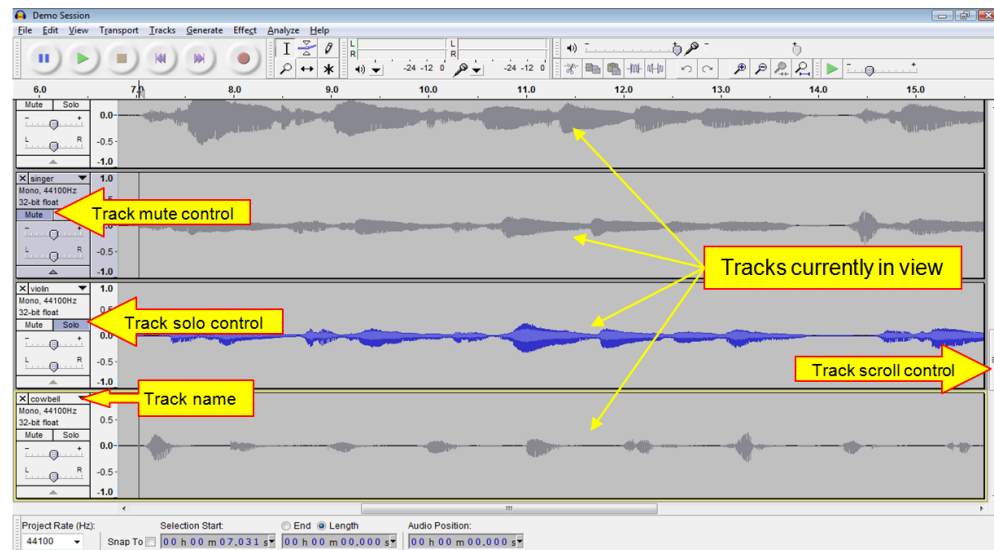 Demo Session
File Edit View Transport Tracks Generate Effect Analyze Help
L
R
L
R
-24 -12 0
-24 -12 0
6.0 7.0 8.0 9.0 10.0 11.0 12.0 13.0 14.0 15.0
Mute Solo
- +
L R
0.0
-0.5
-1.0
X singer
Mono, 44100Hz
32-bit float
Mute
- +
L R
1.0
-0.5
-1.0
Track mute control
Tracks currently in view
X violin
Mono, 44100Hz
32-bit float
Mute Solo
- +
L R
1.0
0.0
-0.5
-1.0
Track solo control
Track scroll control
X cowbell
Mono, 44100Hz
32-bit float
Mute Solo
- +
L R
0.5
0.0
-0.5
-1.0
Track name
Project Rate (Hz):
44100
Snap To
Selection Start:
00 h 00 m 07.031 s
End Length
00 h 00 m 00.000 s
Audio Position:
00 h 00 m 00.000 s